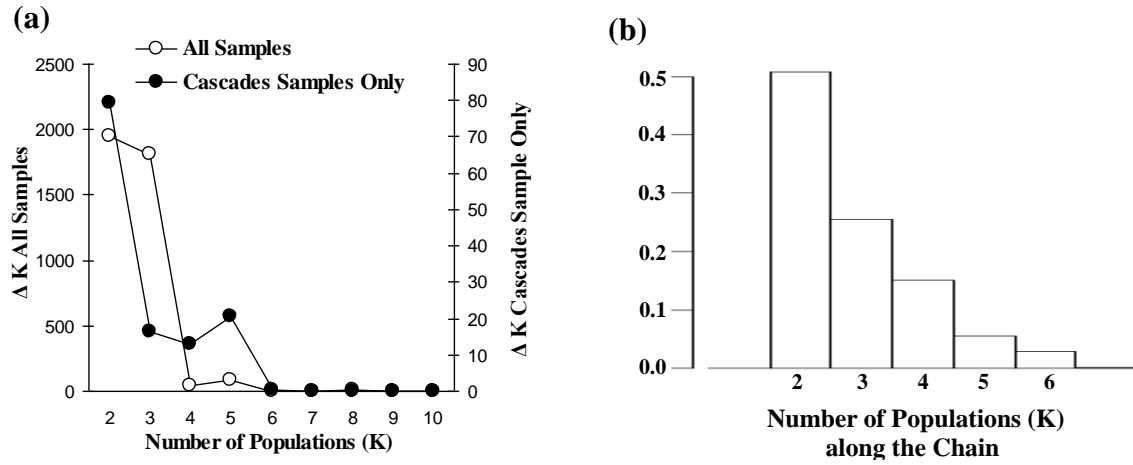 (a)
All Samples
Cascades Samples Only
2500
2000
1500
1000
500
0
Δ K All Samples
90
80
70
60
50
40
30
20
10
0
Δ K Cascades Sample Only
2 3 4 5 6 7 8 9 10
Number of Populations (K)
(b)
0.5
0.4
0.3
0.2
0.1
0.0
2 3 4 5 6
Number of Populations (K)
along the Chain